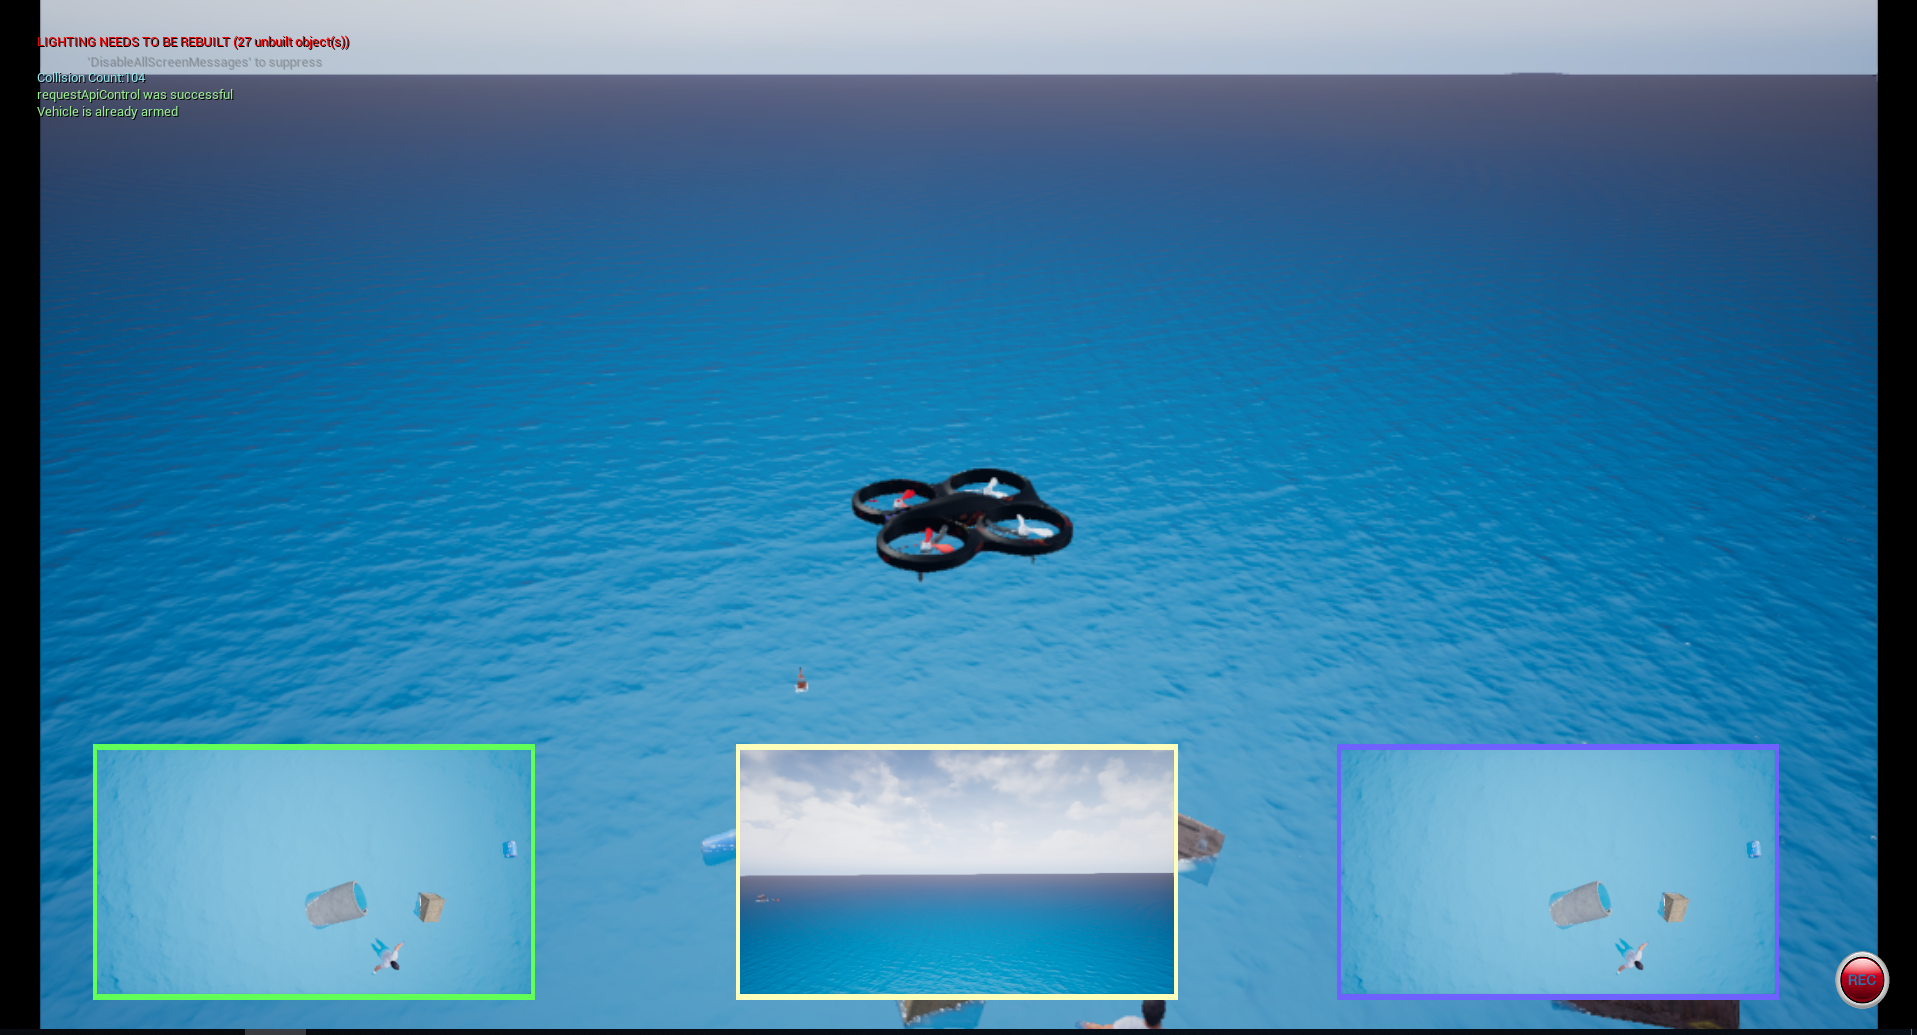 LIGHTING NEEDS TO BE REBUILT (27 unbuilt object(s))
'DisableAllScreenMessages' to suppress
Collision Count:104
requestApiControl was successful
Vehicle is already armed
REC